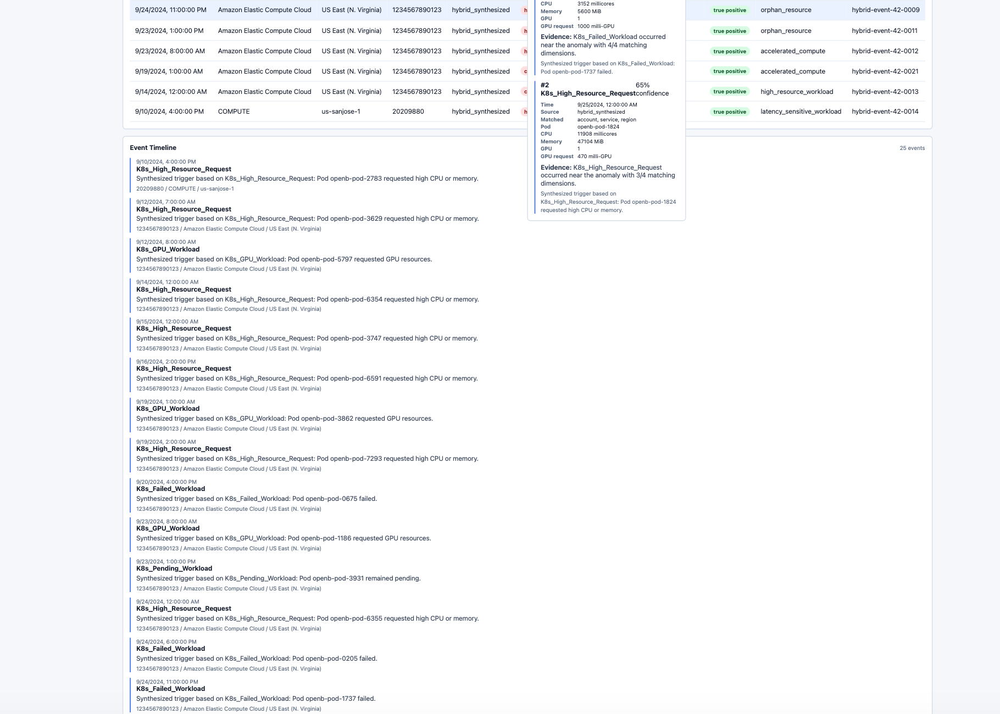 9/24/2024, 11:00:00 PM Amazon Elastic Compute Cloud US East (N. Virginia) 1234567890123 hybrid_synthesized h true positive orphan_resource hybrid-event-42-0009
9/23/2024, 1:00:00 PM Amazon Elastic Compute Cloud US East (N. Virginia) 1234567890123 hybrid_synthesized h true positive orphan_resource hybrid-event-42-0011
9/23/2024, 8:00:00 AM Amazon Elastic Compute Cloud US East (N. Virginia) 1234567890123 hybrid_synthesized h true positive accelerated_compute hybrid-event-42-0012
9/19/2024, 1:00:00 AM Amazon Elastic Compute Cloud US East (N. Virginia) 1234567890123 hybrid_synthesized c true positive accelerated_compute hybrid-event-42-0021
9/14/2024, 12:00:00 AM Amazon Elastic Compute Cloud US East (N. Virginia) 1234567890123 hybrid_synthesized c true positive high_resource_workload hybrid-event-42-0013
9/10/2024, 4:00:00 PM COMPUTE us-sanjose-1 20209880 hybrid_synthesized h true positive latency_sensitive_workload hybrid-event-42-0014
CPU 3152 millicores
Memory 5600 MiB
GPU 1
GPU request 1000 milli-GPU
Evidence: K8s_Failed_Workload occurred
near the anomaly with 4/4 matching
dimensions.
Synthesized trigger based on K8s_Failed_Workload:
Pod openb-pod-1737 failed.
#2 65%
K8s_High_Resource_Request confidence
Time 9/25/2024, 12:00:00 AM
Source hybrid_synthesized
Matched account, service, region
Pod openb-pod-1824
CPU 11908 millicores
Memory 47104 MiB
GPU 1
GPU request 470 milli-GPU
Evidence: K8s_High_Resource_Request
occurred near the anomaly with 3/4 matching
dimensions.
Synthesized trigger based on
K8s_High_Resource_Request: Pod openb-pod-1824
requested high CPU or memory.
Event Timeline 25 events
9/10/2024, 4:00:00 PM
K8s_High_Resource_Request
Synthesized trigger based on K8s_High_Resource_Request: Pod openb-pod-2783 requested high CPU or memory.
20209880 / COMPUTE / us-sanjose-1
9/12/2024, 7:00:00 AM
K8s_High_Resource_Request
Synthesized trigger based on K8s_High_Resource_Request: Pod openb-pod-3629 requested high CPU or memory.
1234567890123 / Amazon Elastic Compute Cloud / US East (N. Virginia)
9/12/2024, 8:00:00 AM
K8s_GPU_Workload
Synthesized trigger based on K8s_GPU_Workload: Pod openb-pod-5797 requested GPU resources.
1234567890123 / Amazon Elastic Compute Cloud / US East (N. Virginia)
9/14/2024, 12:00:00 AM
K8s_High_Resource_Request
Synthesized trigger based on K8s_High_Resource_Request: Pod openb-pod-6354 requested high CPU or memory.
1234567890123 / Amazon Elastic Compute Cloud / US East (N. Virginia)
9/15/2024, 12:00:00 AM
K8s_High_Resource_Request
Synthesized trigger based on K8s_High_Resource_Request: Pod openb-pod-3747 requested high CPU or memory.
1234567890123 / Amazon Elastic Compute Cloud / US East (N. Virginia)
9/16/2024, 2:00:00 PM
K8s_High_Resource_Request
Synthesized trigger based on K8s_High_Resource_Request: Pod openb-pod-6591 requested high CPU or memory.
1234567890123 / Amazon Elastic Compute Cloud / US East (N. Virginia)
9/19/2024, 1:00:00 AM
K8s_GPU_Workload
Synthesized trigger based on K8s_GPU_Workload: Pod openb-pod-3862 requested GPU resources.
1234567890123 / Amazon Elastic Compute Cloud / US East (N. Virginia)
9/19/2024, 2:00:00 AM
K8s_High_Resource_Request
Synthesized trigger based on K8s_High_Resource_Request: Pod openb-pod-7293 requested high CPU or memory.
1234567890123 / Amazon Elastic Compute Cloud / US East (N. Virginia)
9/20/2024, 4:00:00 PM
K8s_Failed_Workload
Synthesized trigger based on K8s_Failed_Workload: Pod openb-pod-0675 failed.
1234567890123 / Amazon Elastic Compute Cloud / US East (N. Virginia)
9/23/2024, 8:00:00 AM
K8s_GPU_Workload
Synthesized trigger based on K8s_GPU_Workload: Pod openb-pod-1186 requested GPU resources.
1234567890123 / Amazon Elastic Compute Cloud / US East (N. Virginia)
9/23/2024, 1:00:00 PM
K8s_Pending_Workload
Synthesized trigger based on K8s_Pending_Workload: Pod openb-pod-3931 remained pending.
1234567890123 / Amazon Elastic Compute Cloud / US East (N. Virginia)
9/24/2024, 12:00:00 AM
K8s_High_Resource_Request
Synthesized trigger based on K8s_High_Resource_Request: Pod openb-pod-6355 requested high CPU or memory.
1234567890123 / Amazon Elastic Compute Cloud / US East (N. Virginia)
9/24/2024, 6:00:00 PM
K8s_Failed_Workload
Synthesized trigger based on K8s_Failed_Workload: Pod openb-pod-0205 failed.
1234567890123 / Amazon Elastic Compute Cloud / US East (N. Virginia)
9/24/2024, 11:00:00 PM
K8s_Failed_Workload
Synthesized trigger based on K8s_Failed_Workload: Pod openb-pod-1737 failed.
1234567890123 / Amazon Elastic Compute Cloud / US East (N. Virginia)